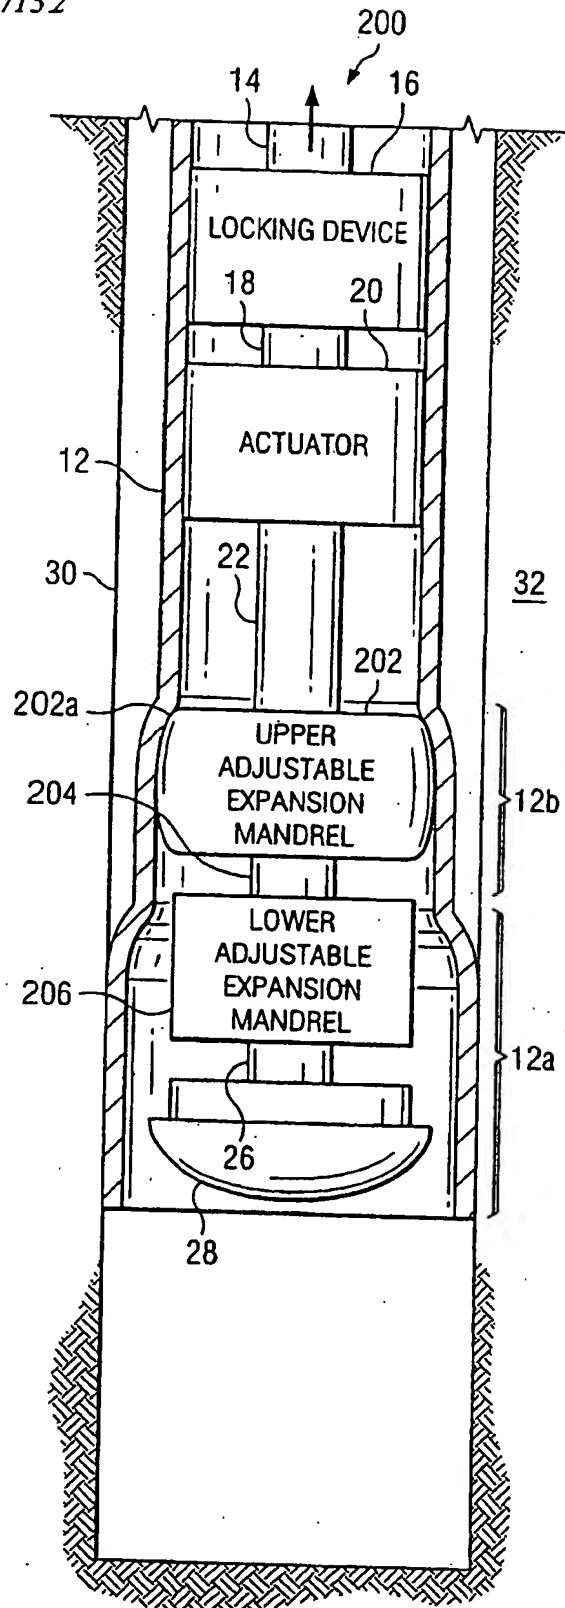 200
14
16
LOCKING DEVICE
18
20
ACTUATOR
12
30
22
32
202
202a
UPPER
ADJUSTABLE
EXPANSION
MANDREL
204
12b
LOWER
ADJUSTABLE
EXPANSION
MANDREL
206
12a
26
28